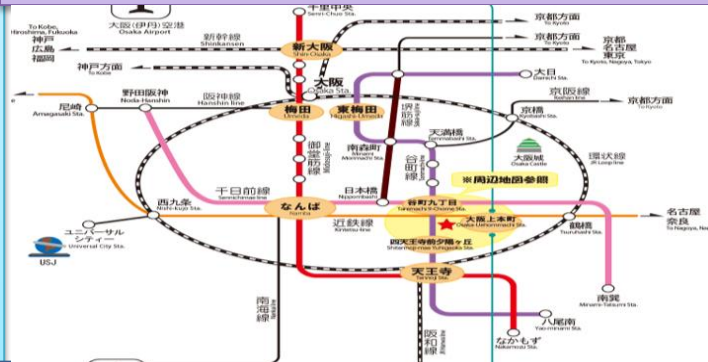 千里中央
Senri-Chuo Sta.
大阪(伊丹)空港
Osaka Airport
To Kobe,
Hiroshima, Fukuoka
神戸
広島
福岡
新幹線
Shinkansen
新大阪
Shin-Osaka
京都方面
To Kyoto
京都方面
To Kyoto
京都
名古屋
東京
To Kyoto, Nagoya, Tokyo
神戸方面
To Kobe
大阪
Osaka Sta.
大日
Dainichi Sta.
尼崎
Amagasaki Sta.
野田阪神
Noda-Hanshin
阪神線
Hanshin line
梅田
Umeda
東梅田
Higashi-Umeda
堺筋線
京阪線
Keihan line
京都方面
To Kyoto
京橋
Kyobashi Sta.
天満橋
Temmabashi Sta.
御堂筋線
Midosuji-line
南森町
Minami
Morimachi Sta.
谷町線
大阪城
Osaka Castle
環状線
JR Loop line
※周辺地図参照
千日前線
Sennichimae line
日本橋
Nippombashi
なんば
Namba
谷町九丁目
Tanimachi 9-Chome Sta.
西九条
Nishi-kujo Sta.
近鉄線
Kintetsu-line
大阪上本町
Osaka Uehommachi Sta.
鶴橋
Tsuruhashi Sta.
名古屋
奈良
To Nagoya, Na
ユニバーサル
シティー
Universal City Sta.
USJ
四天王寺前夕陽ヶ丘
Shitennoji-mae Yuhigaoka Sta.
天王寺
Tennoji Sta.
南海線
Nankai line
阪和線
南巽
Minami-Tatsumi Sta.
八尾南
Yao-minami Sta.
なかもず
Nakamozu Sta.